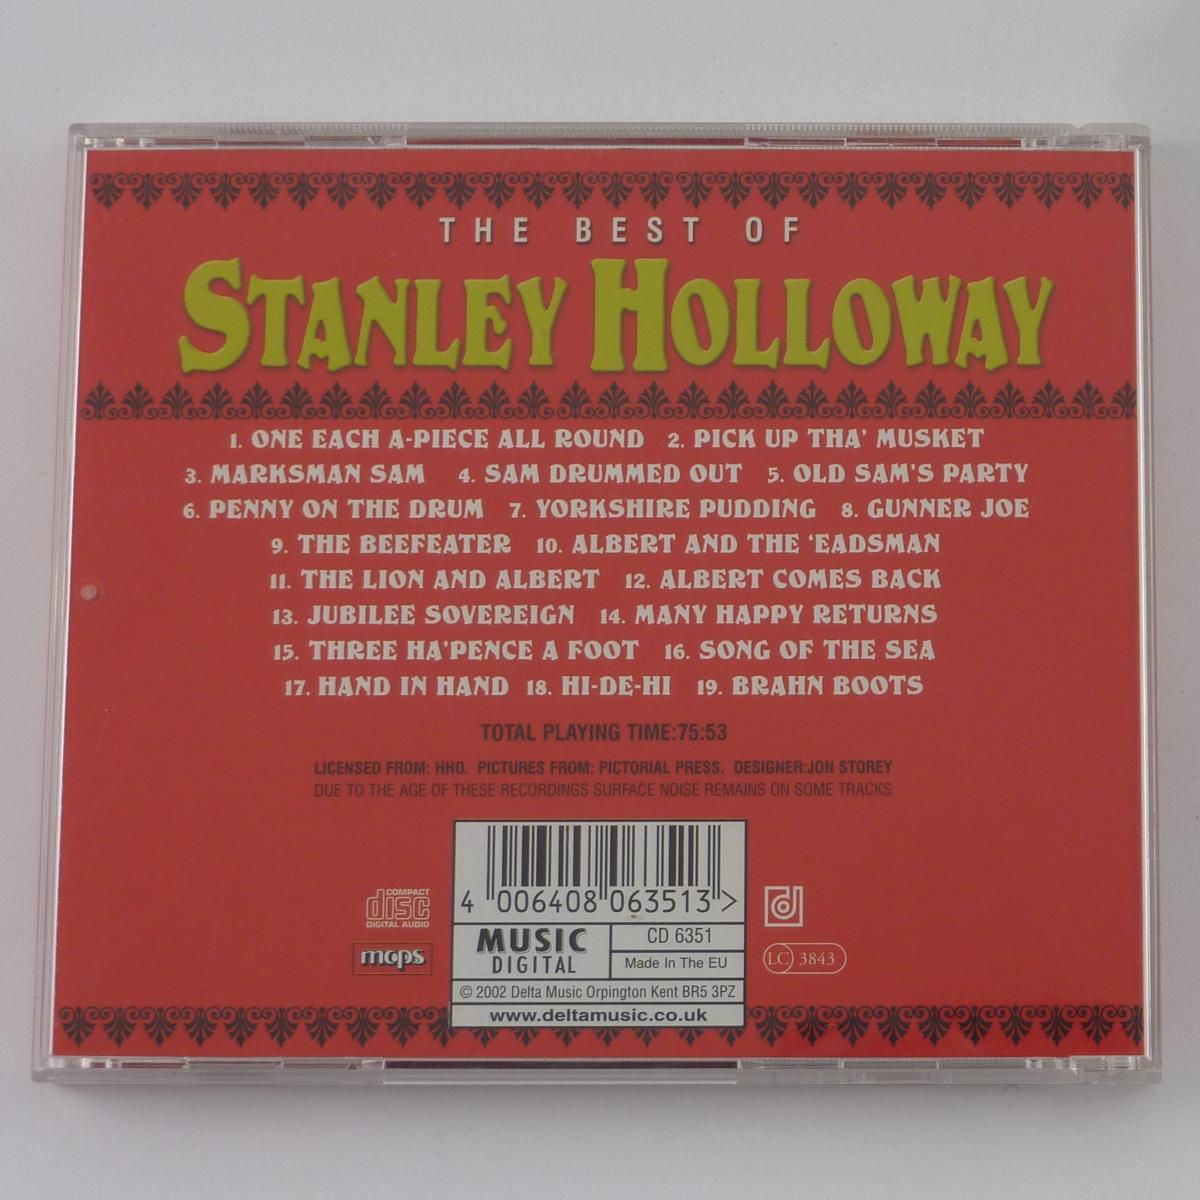 THE BEST OF
STANLEY HOLLOWAY
1. ONE EACH A-PIECE ALL ROUND 2. PICK UP THA' MUSKET
3. MARKSMAN SAM 4. SAM DRUMMED OUT 5. OLD SAM'S PARTY
6. PENNY ON THE DRUM 7. YORKSHIRE PUDDING 8. GUNNER JOE
9. THE BEEFEATER 10. ALBERT AND THE 'EADSMAN
11. THE LION AND ALBERT 12. ALBERT COMES BACK
13. JUBILEE SOVEREIGN 14. MANY HAPPY RETURNS
15. THREE HA'PENCE A FOOT 16. SONG OF THE SEA
17. HAND IN HAND 18. HI-DE-HI 19. BRAHN BOOTS
TOTAL PLAYING TIME:75:53
LICENSED FROM: HHO. PICTURES FROM: PICTORIAL PRESS. DESIGNER:JON STOREY
DUE TO THE AGE OF THESE RECORDINGS SURFACE NOISE REMAINS ON SOME TRACKS
4 006408 063513 >
COMPACT
disc
DIGITAL AUDIO
mcps
MUSIC
DIGITAL
CD 6351
Made In The EU
© 2002 Delta Music Orpington Kent BR5 3PZ
www.deltamusic.co.uk
d
LC 3843